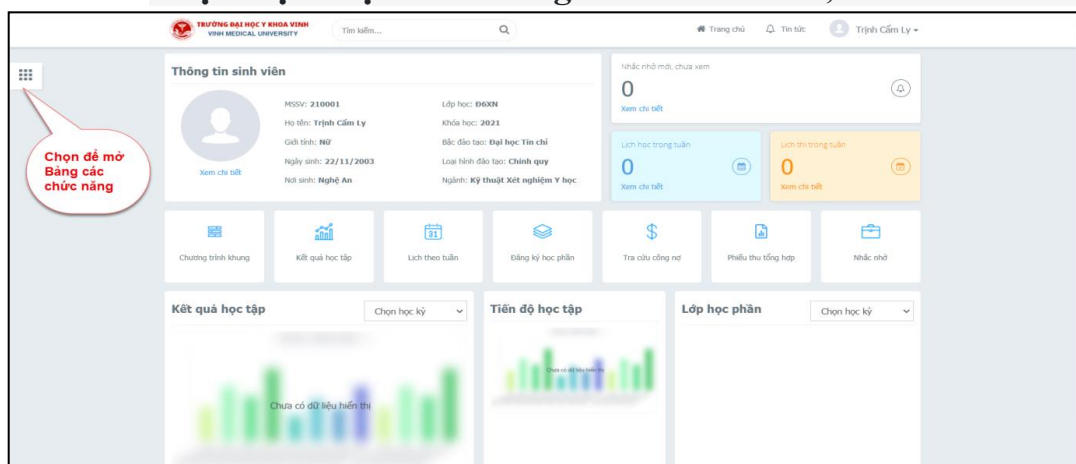 TRƯỜNG ĐẠI HỌC Y KHOA VINH
VINH MEDICAL UNIVERSITY
Tìm kiếm...
Trang chủ
Tin tức
Trịnh Cẩm Ly
Chọn để mở
Bảng các
chức năng
Thông tin sinh viên
Xem chi tiết
MSSV: 210001
Họ tên: Trịnh Cẩm Ly
Giới tính: Nữ
Ngày sinh: 22/11/2003
Nơi sinh: Nghệ An
Lớp học: Đ6XN
Khóa học: 2021
Bậc đào tạo: Đại học Tín chỉ
Loại hình đào tạo: Chính quy
Ngành: Kỹ thuật Xét nghiệm Y học
Nhắc nhở mới, chưa xem
0
Xem chi tiết
Lịch học trong tuần
0
Xem chi tiết
Lịch thi trong tuần
0
Xem chi tiết
Chương trình khung
Kết quả học tập
31
Lịch theo tuần
Đăng ký học phần
Tra cứu công nợ
Phiếu thu tổng hợp
Nhắc nhở
Kết quả học tập
Chọn học kỳ
Chưa có dữ liệu hiển thị
Tiến độ học tập
Chưa có dữ liệu hiển thị
Lớp học phần
Chọn học kỳ